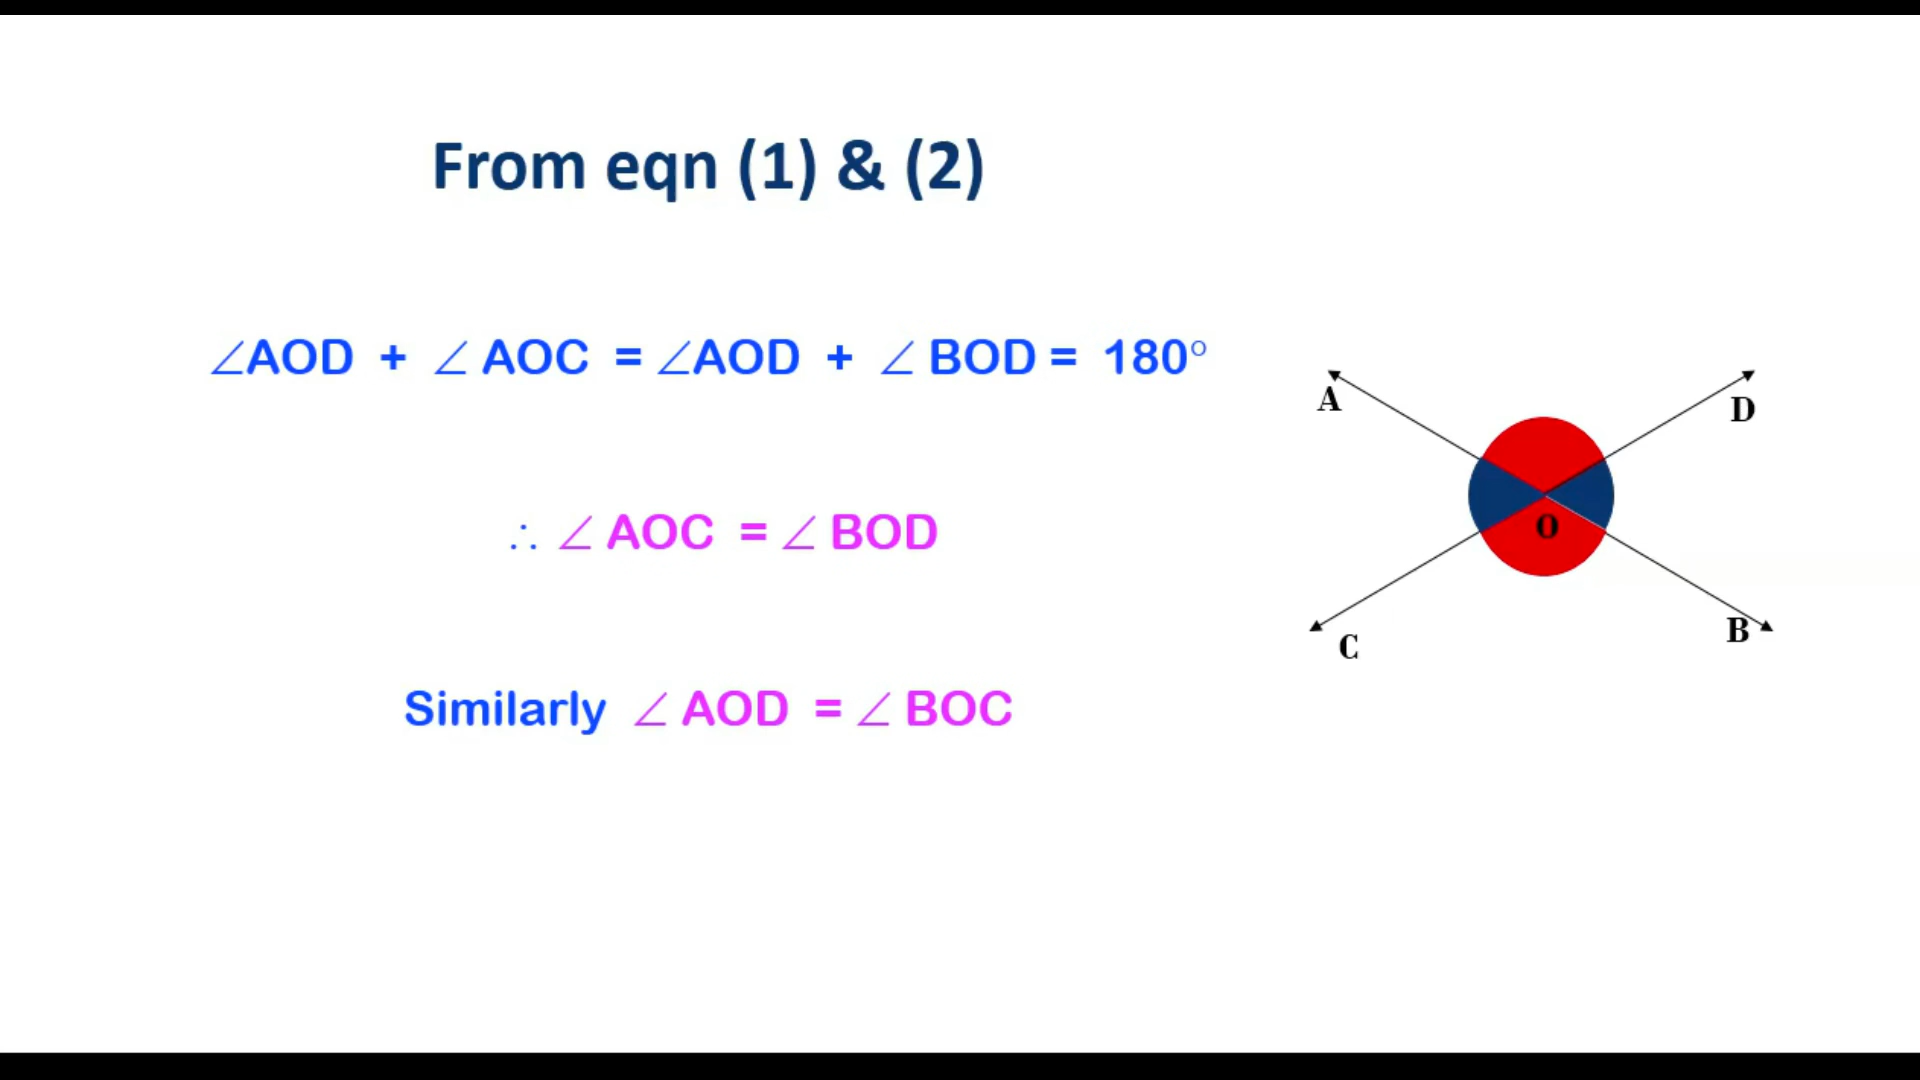 From eqn (1) & (2)
∠AOD + ∠ AOC = ∠AOD + ∠ BOD = 180°
∴ ∠ AOC = ∠ BOD
Similarly ∠ AOD = ∠ BOC
A
D
O
C
B